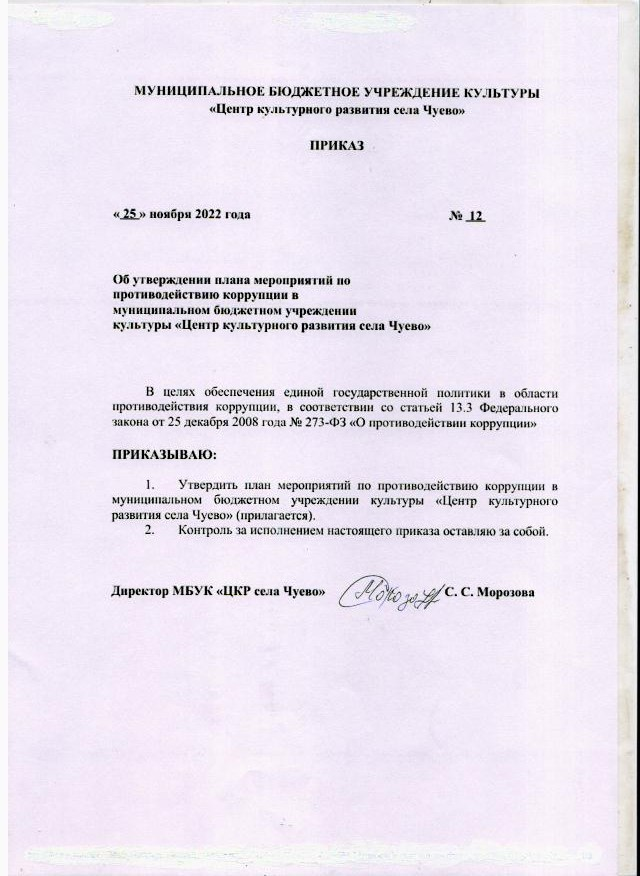 МУНИЦИПАЛЬНОЕ БЮДЖЕТНОЕ УЧРЕЖДЕНИЕ КУЛЬТУРЫ
«Центр культурного развития села Чуево»
ПРИКАЗ
« 25 » ноября 2022 года № 12
Об утверждении плана мероприятий по
противодействию коррупции в
муниципальном бюджетном учреждении
культуры «Центр культурного развития села Чуево»
В целях обеспечения единой государственной политики в области
противодействия коррупции, в соответствии со статьей 13.3 Федерального
закона от 25 декабря 2008 года № 273-ФЗ «О противодействии коррупции»
ПРИКАЗЫВАЮ:
1. Утвердить план мероприятий по противодействию коррупции в
муниципальном бюджетном учреждении культуры «Центр культурного
развития села Чуево» (прилагается).
2. Контроль за исполнением настоящего приказа оставляю за собой.
Директор МБУК «ЦКР села Чуево» Морозова С. С. Морозова